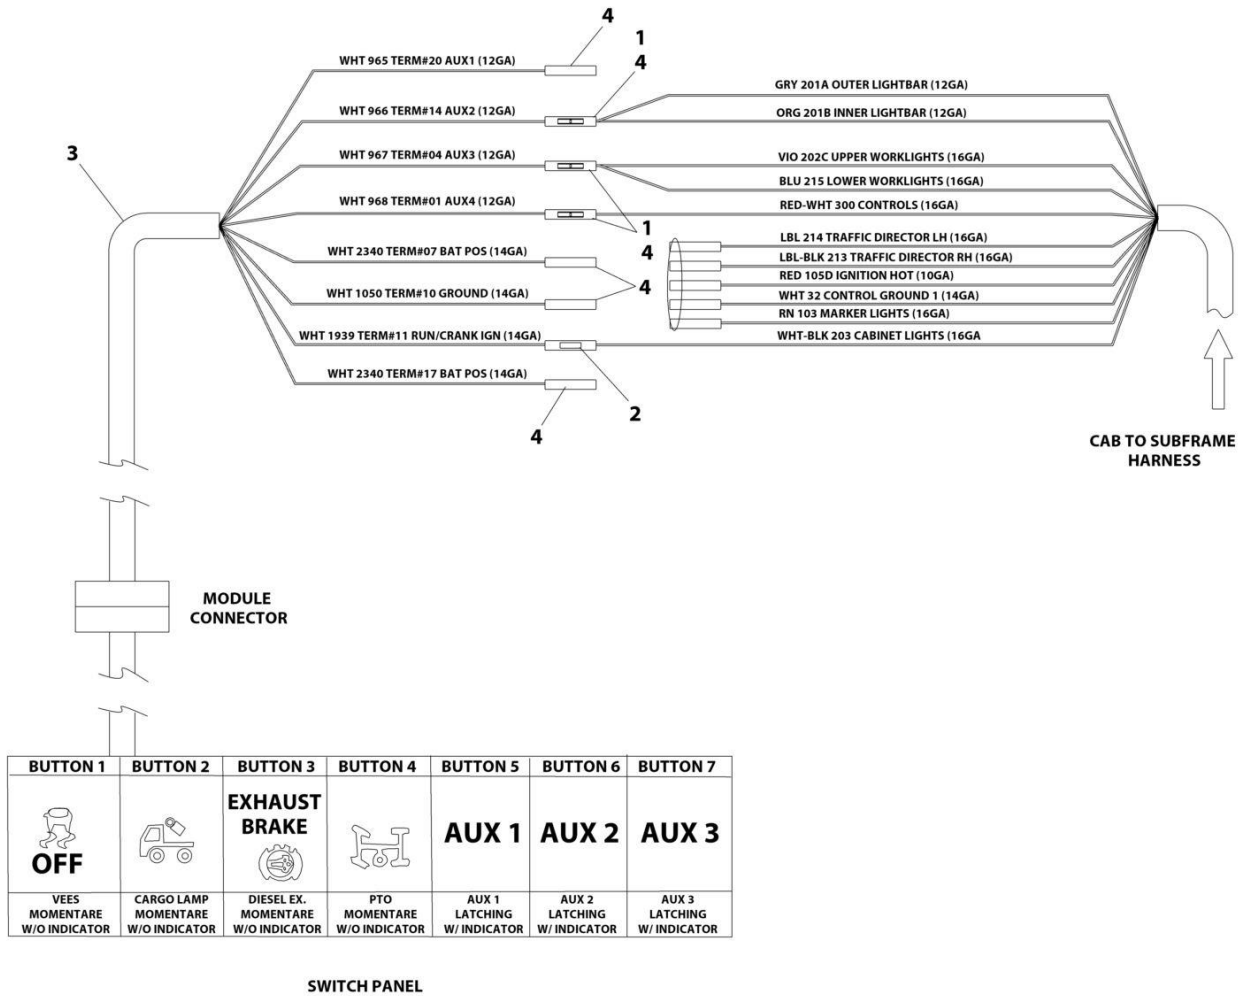 4
1
4
WHT 965 TERM#20 AUX1 (12GA)
GRY 201A OUTER LIGHTBAR (12GA)
WHT 966 TERM#14 AUX2 (12GA)
ORG 201B INNER LIGHTBAR (12GA)
3
WHT 967 TERM#04 AUX3 (12GA)
VIO 202C UPPER WORKLIGHTS (16GA)
BLU 215 LOWER WORKLIGHTS (16GA)
WHT 968 TERM#01 AUX4 (12GA)
RED-WHT 300 CONTROLS (16GA)
1
4
LBL 214 TRAFFIC DIRECTOR LH (16GA)
WHT 2340 TERM#07 BAT POS (14GA)
LBL-BLK 213 TRAFFIC DIRECTOR RH (16GA)
RED 105D IGNITION HOT (10GA)
4
WHT 1050 TERM#10 GROUND (14GA)
WHT 32 CONTROL GROUND 1 (14GA)
RN 103 MARKER LIGHTS (16GA)
WHT 1939 TERM#11 RUN/CRANK IGN (14GA)
WHT-BLK 203 CABINET LIGHTS (16GA
WHT 2340 TERM#17 BAT POS (14GA)
2
4
CAB TO SUBFRAME
HARNESS
MODULE
CONNECTOR
BUTTON 1
BUTTON 2
BUTTON 3
BUTTON 4
BUTTON 5
BUTTON 6
BUTTON 7
OFF
EXHAUST
BRAKE
AUX 1
AUX 2
AUX 3
VEES
MOMENTARE
W/O INDICATOR
CARGO LAMP
MOMENTARE
W/O INDICATOR
DIESEL EX.
MOMENTARE
W/O INDICATOR
PTO
MOMENTARE
W/O INDICATOR
AUX 1
LATCHING
W/ INDICATOR
AUX 2
LATCHING
W/ INDICATOR
AUX 3
LATCHING
W/ INDICATOR
SWITCH PANEL